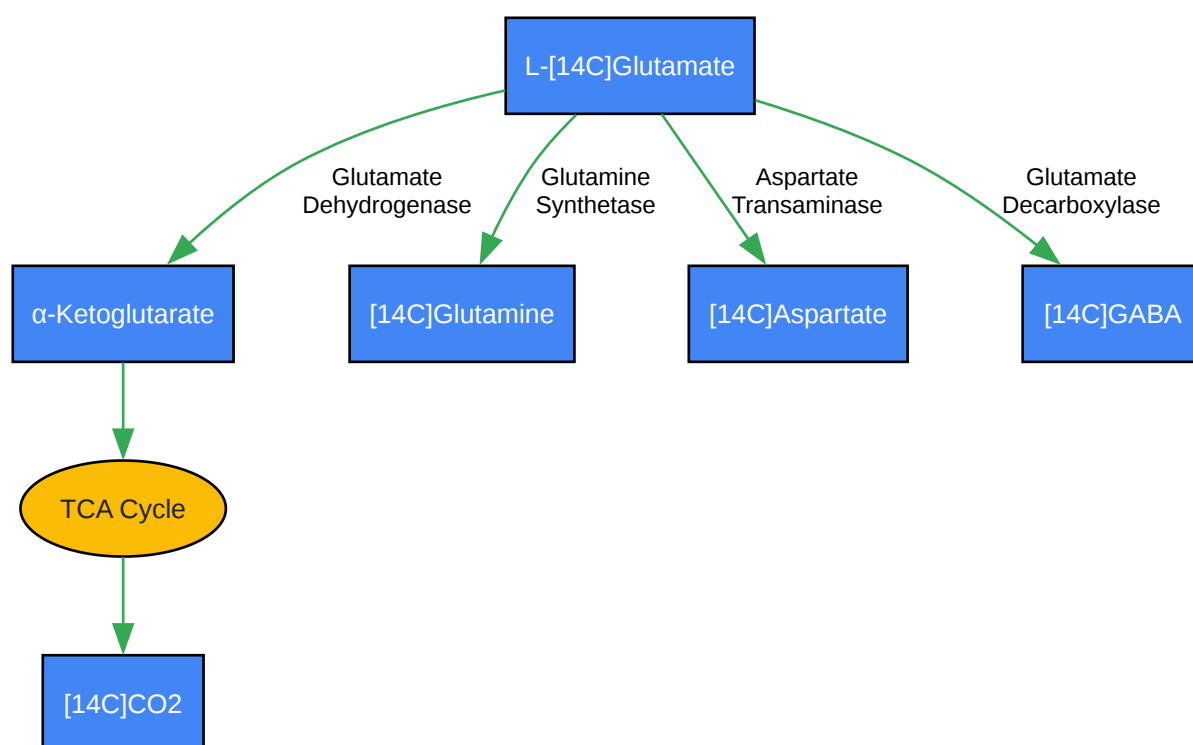 L-[14C]Glutamate
Glutamate
Dehydrogenase
Glutamine
Synthetase
Aspartate
Transaminase
Glutamate
Decarboxylase
α-Ketoglutarate
[14C]Glutamine
[14C]Aspartate
[14C]GABA
TCA Cycle
[14C]CO2